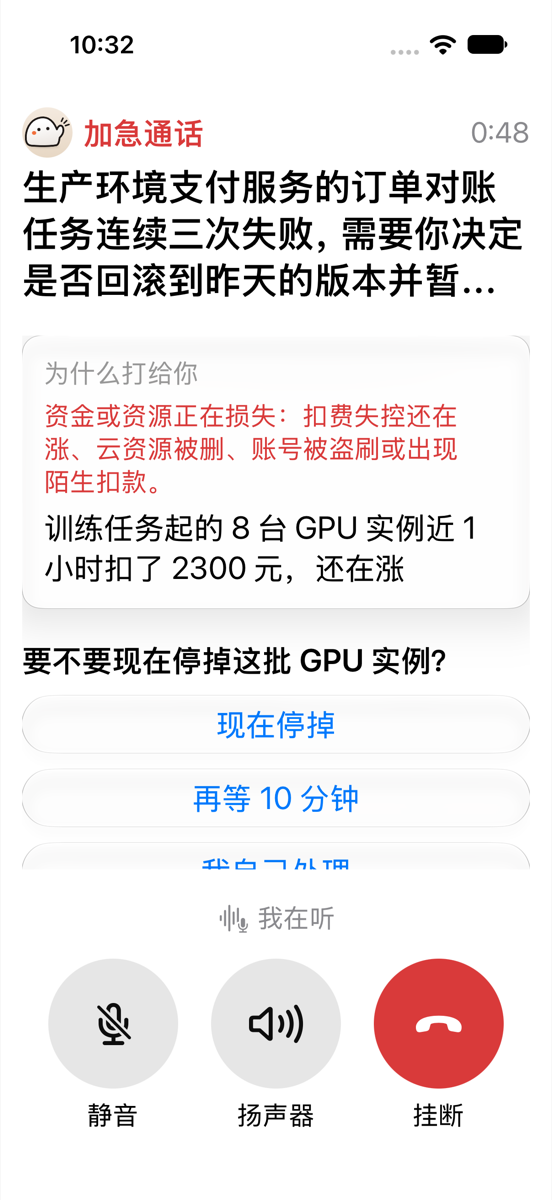 10:32
加急通话
0:48
生产环境支付服务的订单对账
任务连续三次失败，需要你决定
是否回滚到昨天的版本并暂...
为什么打给你
资金或资源正在损失：扣费失控还在
涨、云资源被删、账号被盗刷或出现
陌生扣款。
训练任务起的 8 台 GPU 实例近 1
小时扣了 2300 元，还在涨
要不要现在停掉这批 GPU 实例?
现在停掉
再等 10 分钟
我自己处理
我在听
静音
扬声器
挂断